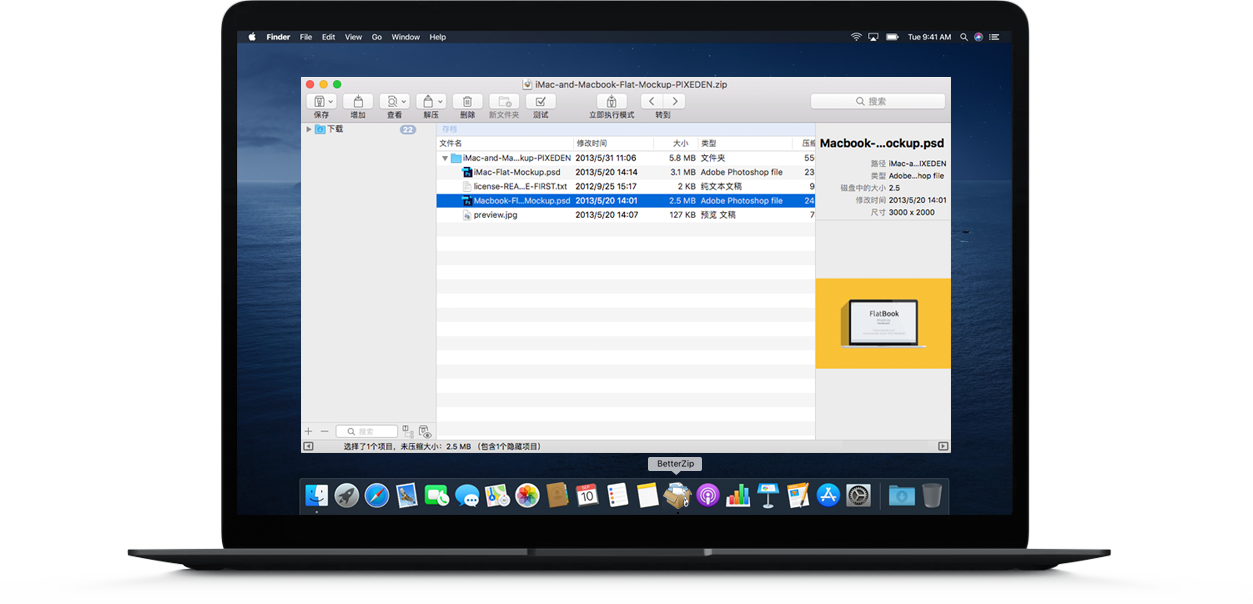 Finder File Edit View Go Window Help Tue 9:41 AM
iMac-and-Macbook-Flat-Mockup-PIXEDEN.zip
保存 增加 查看 解压 删除 新文件夹 测试 立即执行模式 转到 搜索
下载 22
存档
文件名 修改时间 大小 类型 压缩
iMac-and-Ma...kup-PIXEDEN 2013/5/31 11:06 5.8 MB 文件夹 55
iMac-Flat-Mockup.psd 2013/5/20 14:14 3.1 MB Adobe Photoshop file 23
license-REA...E-FIRST.txt 2012/9/25 15:17 2 KB 纯文本文稿 9
Macbook-Fl...Mockup.psd 2013/5/20 14:01 2.5 MB Adobe Photoshop file 24
preview.jpg 2013/5/20 14:07 127 KB 预览 文稿 7
Macbook-...ockup.psd
路径 iMac-a...IXEDEN
类型 Adobe...hop file
磁盘中的大小 2.5
修改时间 2013/5/20 14:01
尺寸 3000 x 2000
FlatBook
搜索
选择了1个项目，未压缩大小：2.5 MB （包含1个隐藏项目）
BetterZip
SEP
10